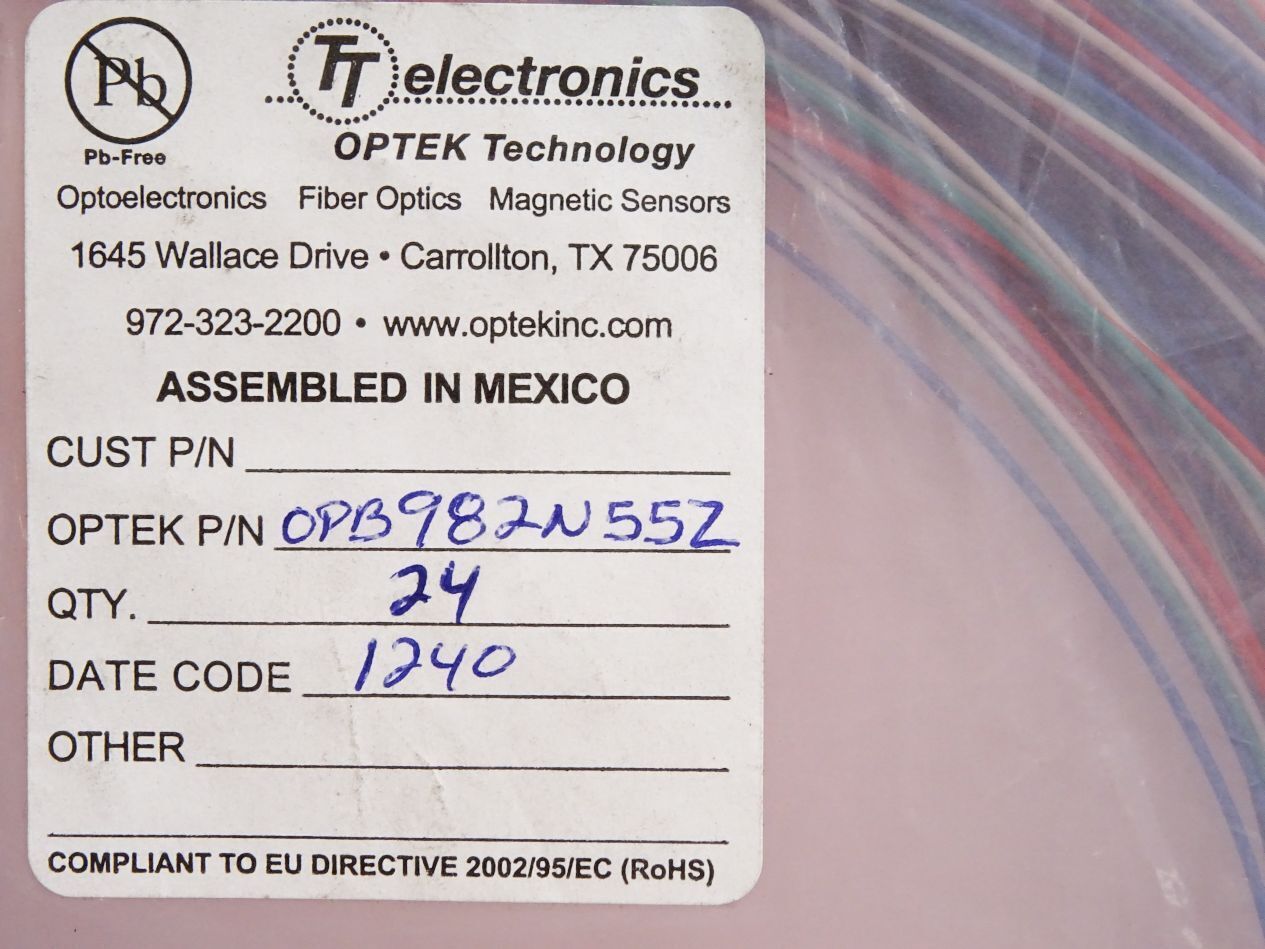 Pb
TT electronics
Pb-Free
OPTEK Technology
Optoelectronics Fiber Optics Magnetic Sensors
1645 Wallace Drive • Carrollton, TX 75006
972-323-2200 • www.optekinc.com
ASSEMBLED IN MEXICO
CUST P/N
OPTEK P/N OPB982N55Z
QTY. 24
DATE CODE 1240
OTHER
COMPLIANT TO EU DIRECTIVE 2002/95/EC (RoHS)